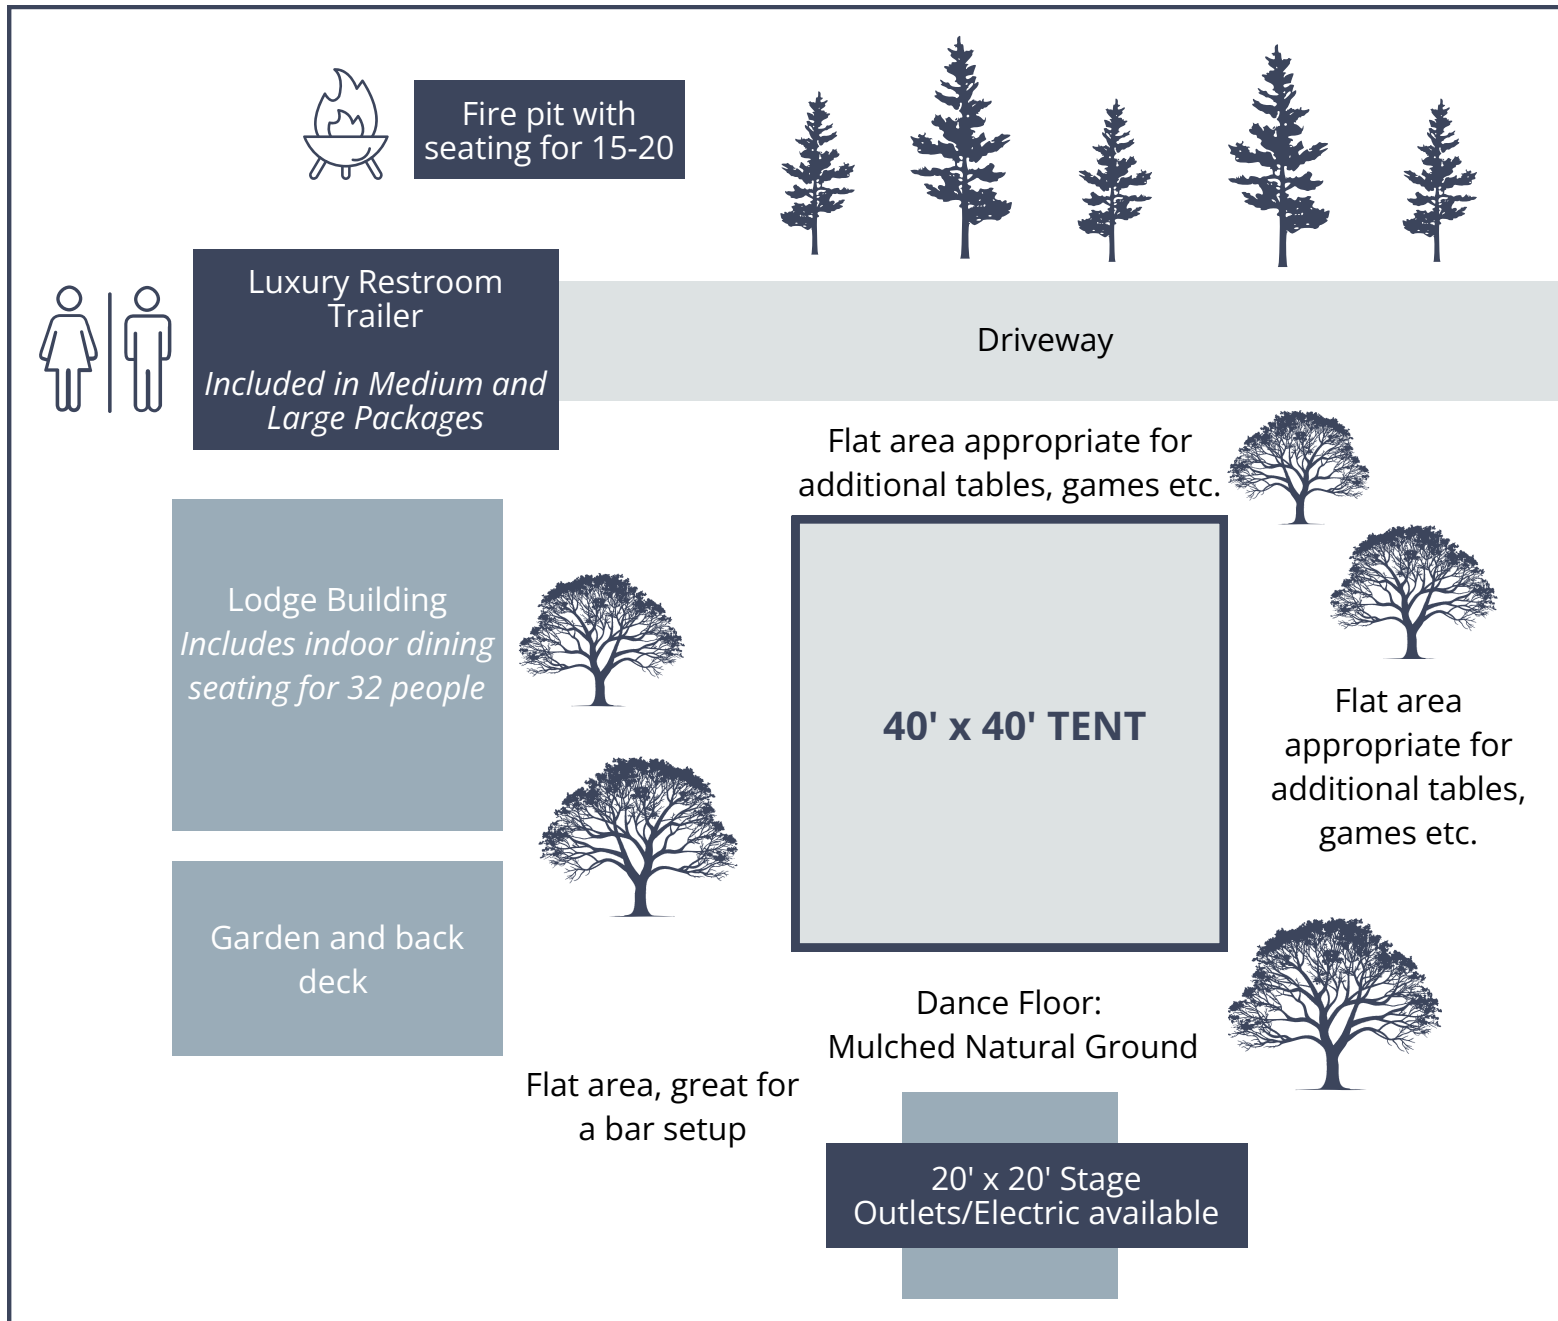 Fire pit with
seating for 15-20
Luxury Restroom
Trailer
Included in Medium and
Large Packages
Driveway
Flat area appropriate for
additional tables, games etc.
Lodge Building
Includes indoor dining
seating for 32 people
40' x 40' TENT
Flat area
appropriate for
additional tables,
games etc.
Garden and back
deck
Dance Floor:
Mulched Natural Ground
Flat area, great for
a bar setup
20' x 20' Stage
Outlets/Electric available